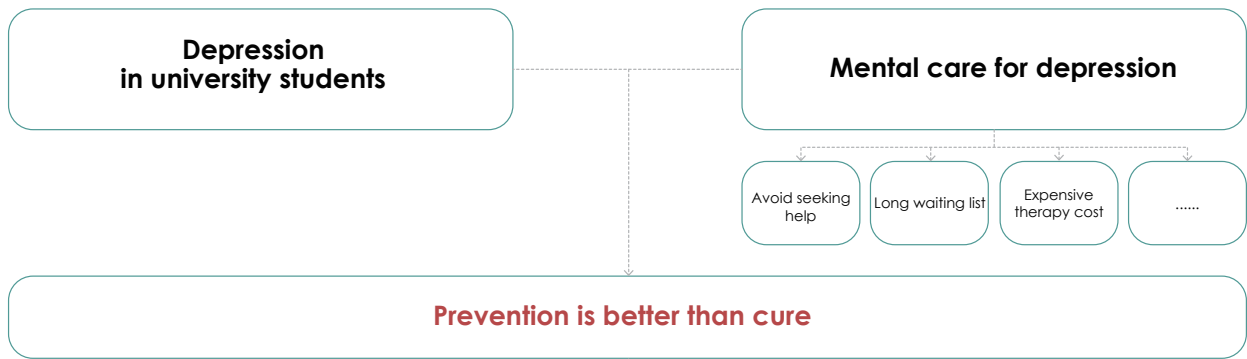 Depression
in university students
Mental care for depression
Avoid seeking
help
Long waiting list
Expensive
therapy cost
......
Prevention is better than cure